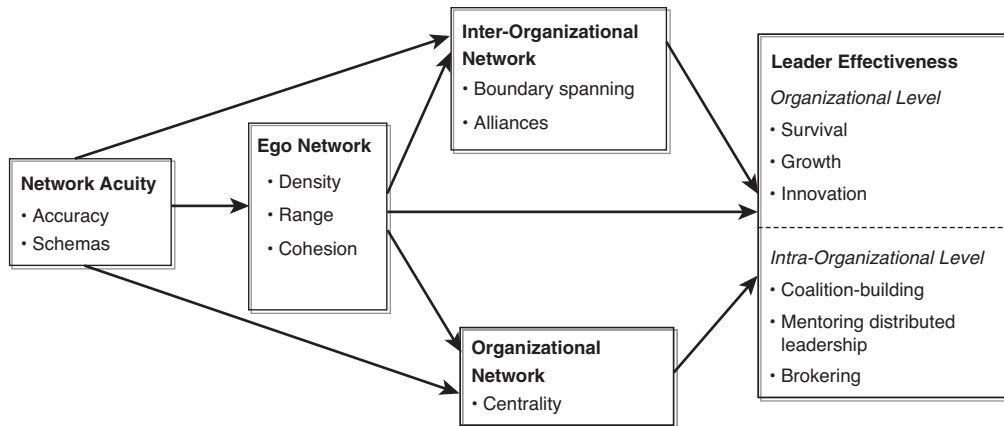 Network Acuity
• Accuracy
• Schemas
Ego Network
• Density
• Range
• Cohesion
Inter-Organizational
Network
• Boundary spanning
• Alliances
Organizational
Network
• Centrality
Leader Effectiveness
Organizational Level
• Survival
• Growth
• Innovation
Intra-Organizational Level
• Coalition-building
• Mentoring distributed
leadership
• Brokering